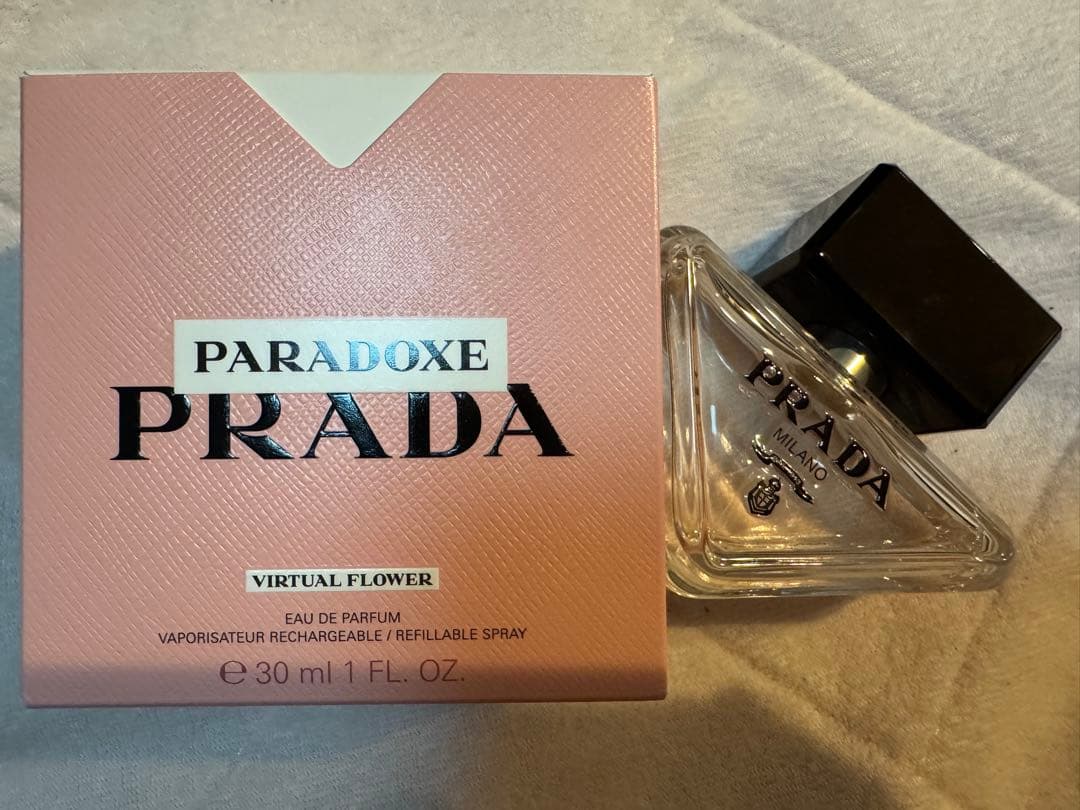 PARADOXE
PRADA
VIRTUAL FLOWER
EAU DE PARFUM
VAPORISATEUR RECHARGEABLE / REFILLABLE SPRAY
℮ 30 ml 1 FL. OZ.
PRADA
MILANO